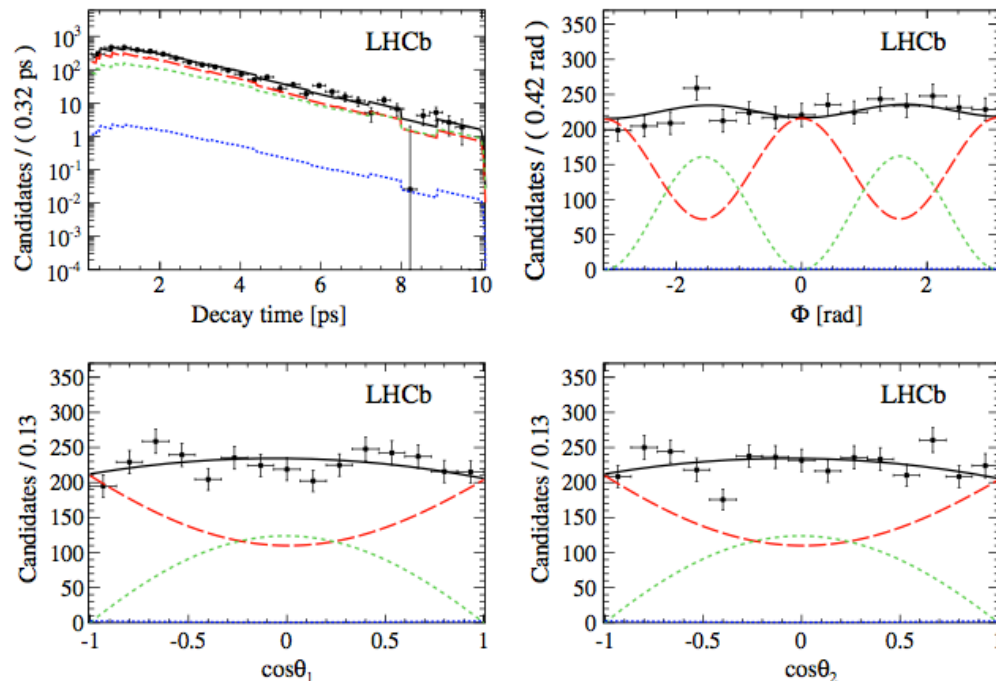 LHCb
Candidates / ( 0.32 ps )
10³
10²
10
1
10⁻¹
10⁻²
10⁻³
10⁻⁴
2 4 6 8 10
Decay time [ps]
LHCb
Candidates / ( 0.42 rad )
350
300
250
200
150
100
50
0
-2 0 2
Φ [rad]
LHCb
Candidates / 0.13
350
300
250
200
150
100
50
0
-1 -0.5 0 0.5 1
cosθ₁
LHCb
Candidates / 0.13
350
300
250
200
150
100
50
0
-1 -0.5 0 0.5 1
cosθ₂